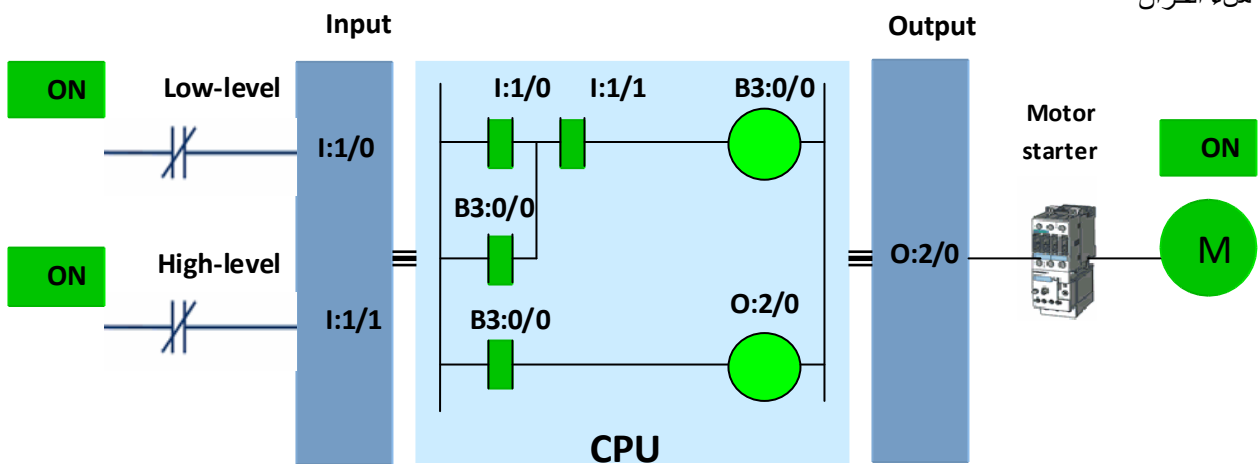 Input
Output
ON
Low-level
I:1/0
ON
High-level
I:1/1
I:1/0 I:1/1 B3:0/0
B3:0/0
B3:0/0
O:2/0
CPU
O:2/0
Motor
starter
ON
M